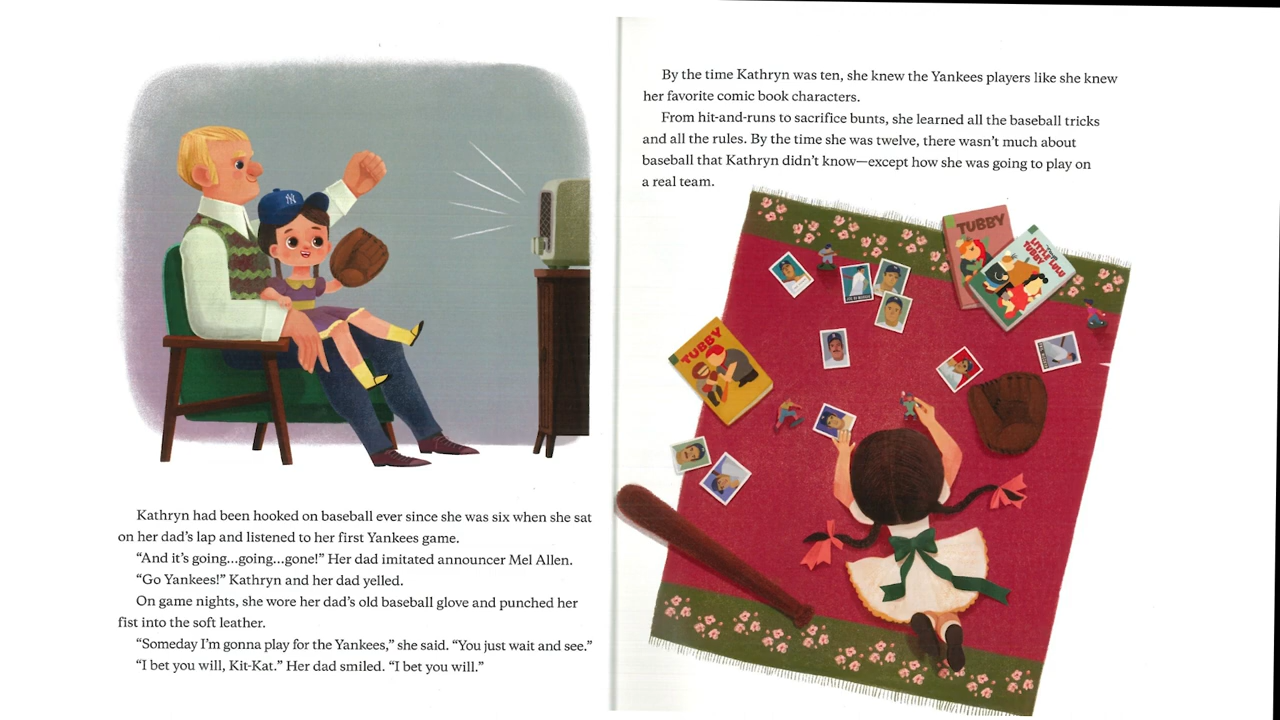 Kathryn had been hooked on baseball ever since she was six when she sat
on her dad's lap and listened to her first Yankees game.
"And it's going...going...gone!" Her dad imitated announcer Mel Allen.
"Go Yankees!" Kathryn and her dad yelled.
On game nights, she wore her dad's old baseball glove and punched her
fist into the soft leather.
"Someday I'm gonna play for the Yankees," she said. "You just wait and see."
"I bet you will, Kit-Kat." Her dad smiled. "I bet you will."
By the time Kathryn was ten, she knew the Yankees players like she knew
her favorite comic book characters.
From hit-and-runs to sacrifice bunts, she learned all the baseball tricks
and all the rules. By the time she was twelve, there wasn't much about
baseball that Kathryn didn't know—except how she was going to play on
a real team.
NY
TUBBY
LITTLE LULU
TUBBY
TUBBY